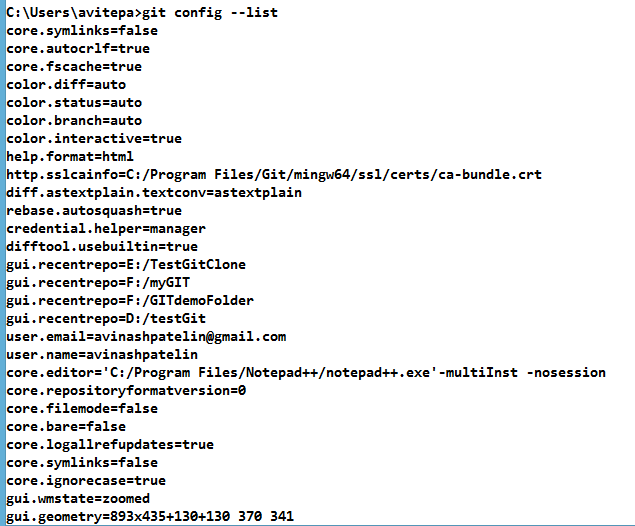 C:\Users\avitepa>git config --list
core.symlinks=false
core.autocrlf=true
core.fscache=true
color.diff=auto
color.status=auto
color.branch=auto
color.interactive=true
help.format=html
http.sslcainfo=C:/Program Files/Git/mingw64/ssl/certs/ca-bundle.crt
diff.astextplain.textconv=astextplain
rebase.autosquash=true
credential.helper=manager
difftool.usebuiltin=true
gui.recentrepo=E:/TestGitClone
gui.recentrepo=F:/myGIT
gui.recentrepo=F:/GITdemoFolder
gui.recentrepo=D:/testGit
user.email=avinashpatelin@gmail.com
user.name=avinashpatelin
core.editor='C:/Program Files/Notepad++/notepad++.exe'-multiInst -nosession
core.repositoryformatversion=0
core.filemode=false
core.bare=false
core.logallrefupdates=true
core.symlinks=false
core.ignorecase=true
gui.wmstate=zoomed
gui.geometry=893x435+130+130 370 341